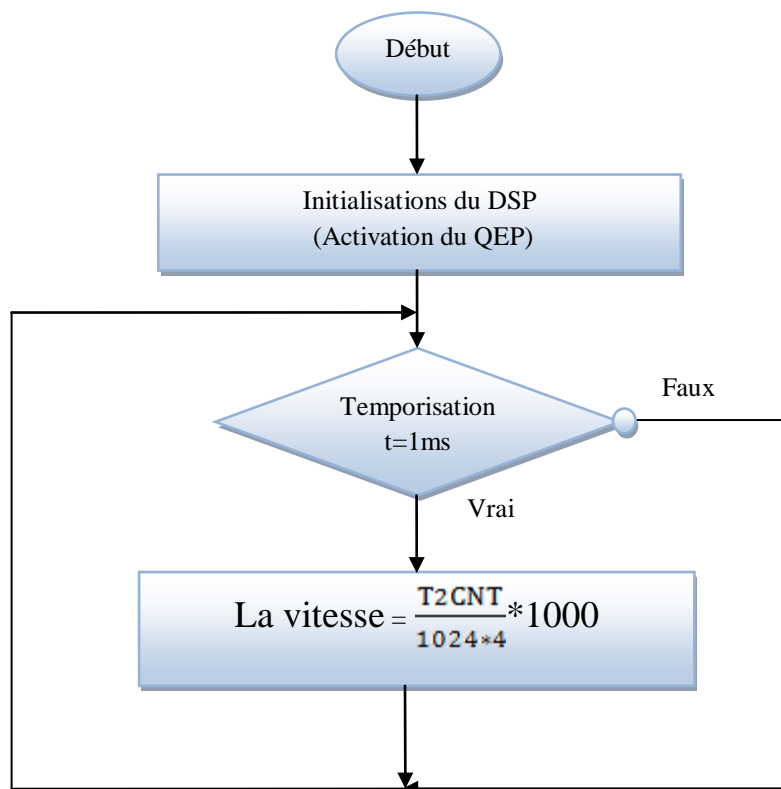 Début
Initialisations du DSP
(Activation du QEP)
Temporisation
t=1ms
Faux
Vrai
La vitesse = T2CNT/1024*4 *1000